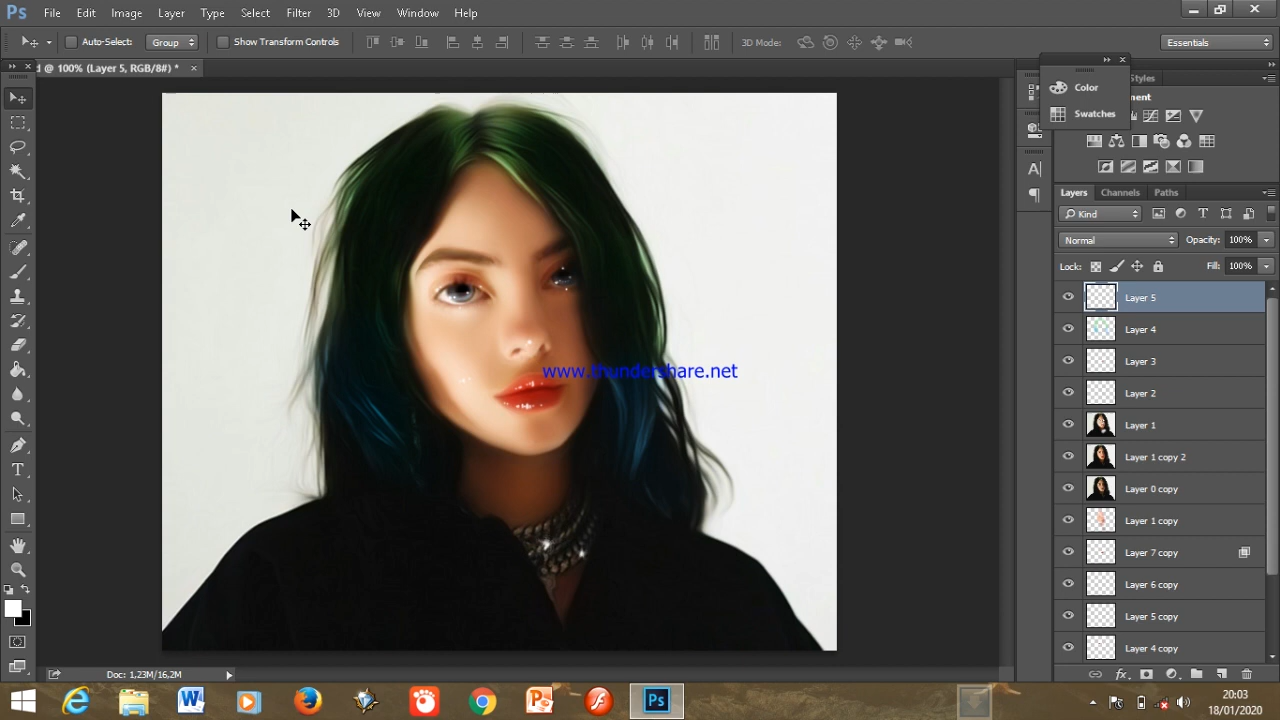 Ps File Edit Image Layer Type Select Filter 3D View Window Help
Auto-Select: Group Show Transform Controls 3D Mode: Essentials
d @ 100% (Layer 5, RGB/8#) * ×
Styles
Color
ment
Swatches
Layers Channels Paths
Kind
Normal Opacity: 100%
Lock: Fill: 100%
Layer 5
Layer 4
Layer 3
www.thundershare.net
Layer 2
Layer 1
Layer 1 copy 2
Layer 0 copy
Layer 1 copy
Layer 7 copy
Layer 6 copy
Layer 5 copy
Layer 4 copy
Doc: 1,23M/16,2M
Ps
20:03
18/01/2020